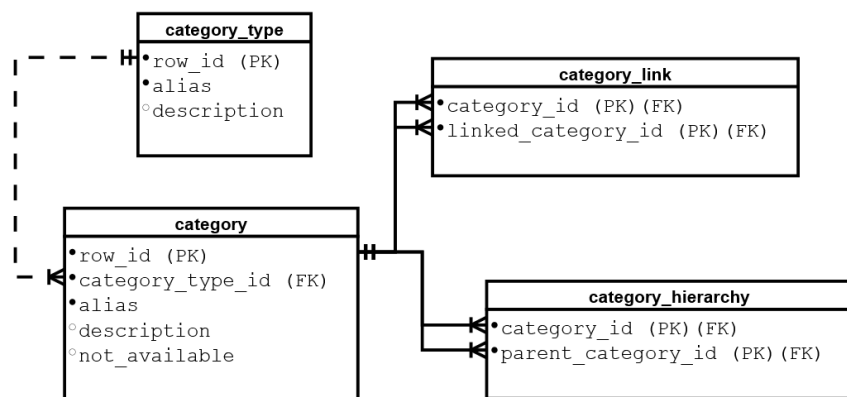 category_type
row_id (PK)
alias
description
category_link
category_id (PK)(FK)
linked_category_id (PK)(FK)
category
row_id (PK)
category_type_id (FK)
alias
description
not_available
category_hierarchy
category_id (PK)(FK)
parent_category_id (PK)(FK)